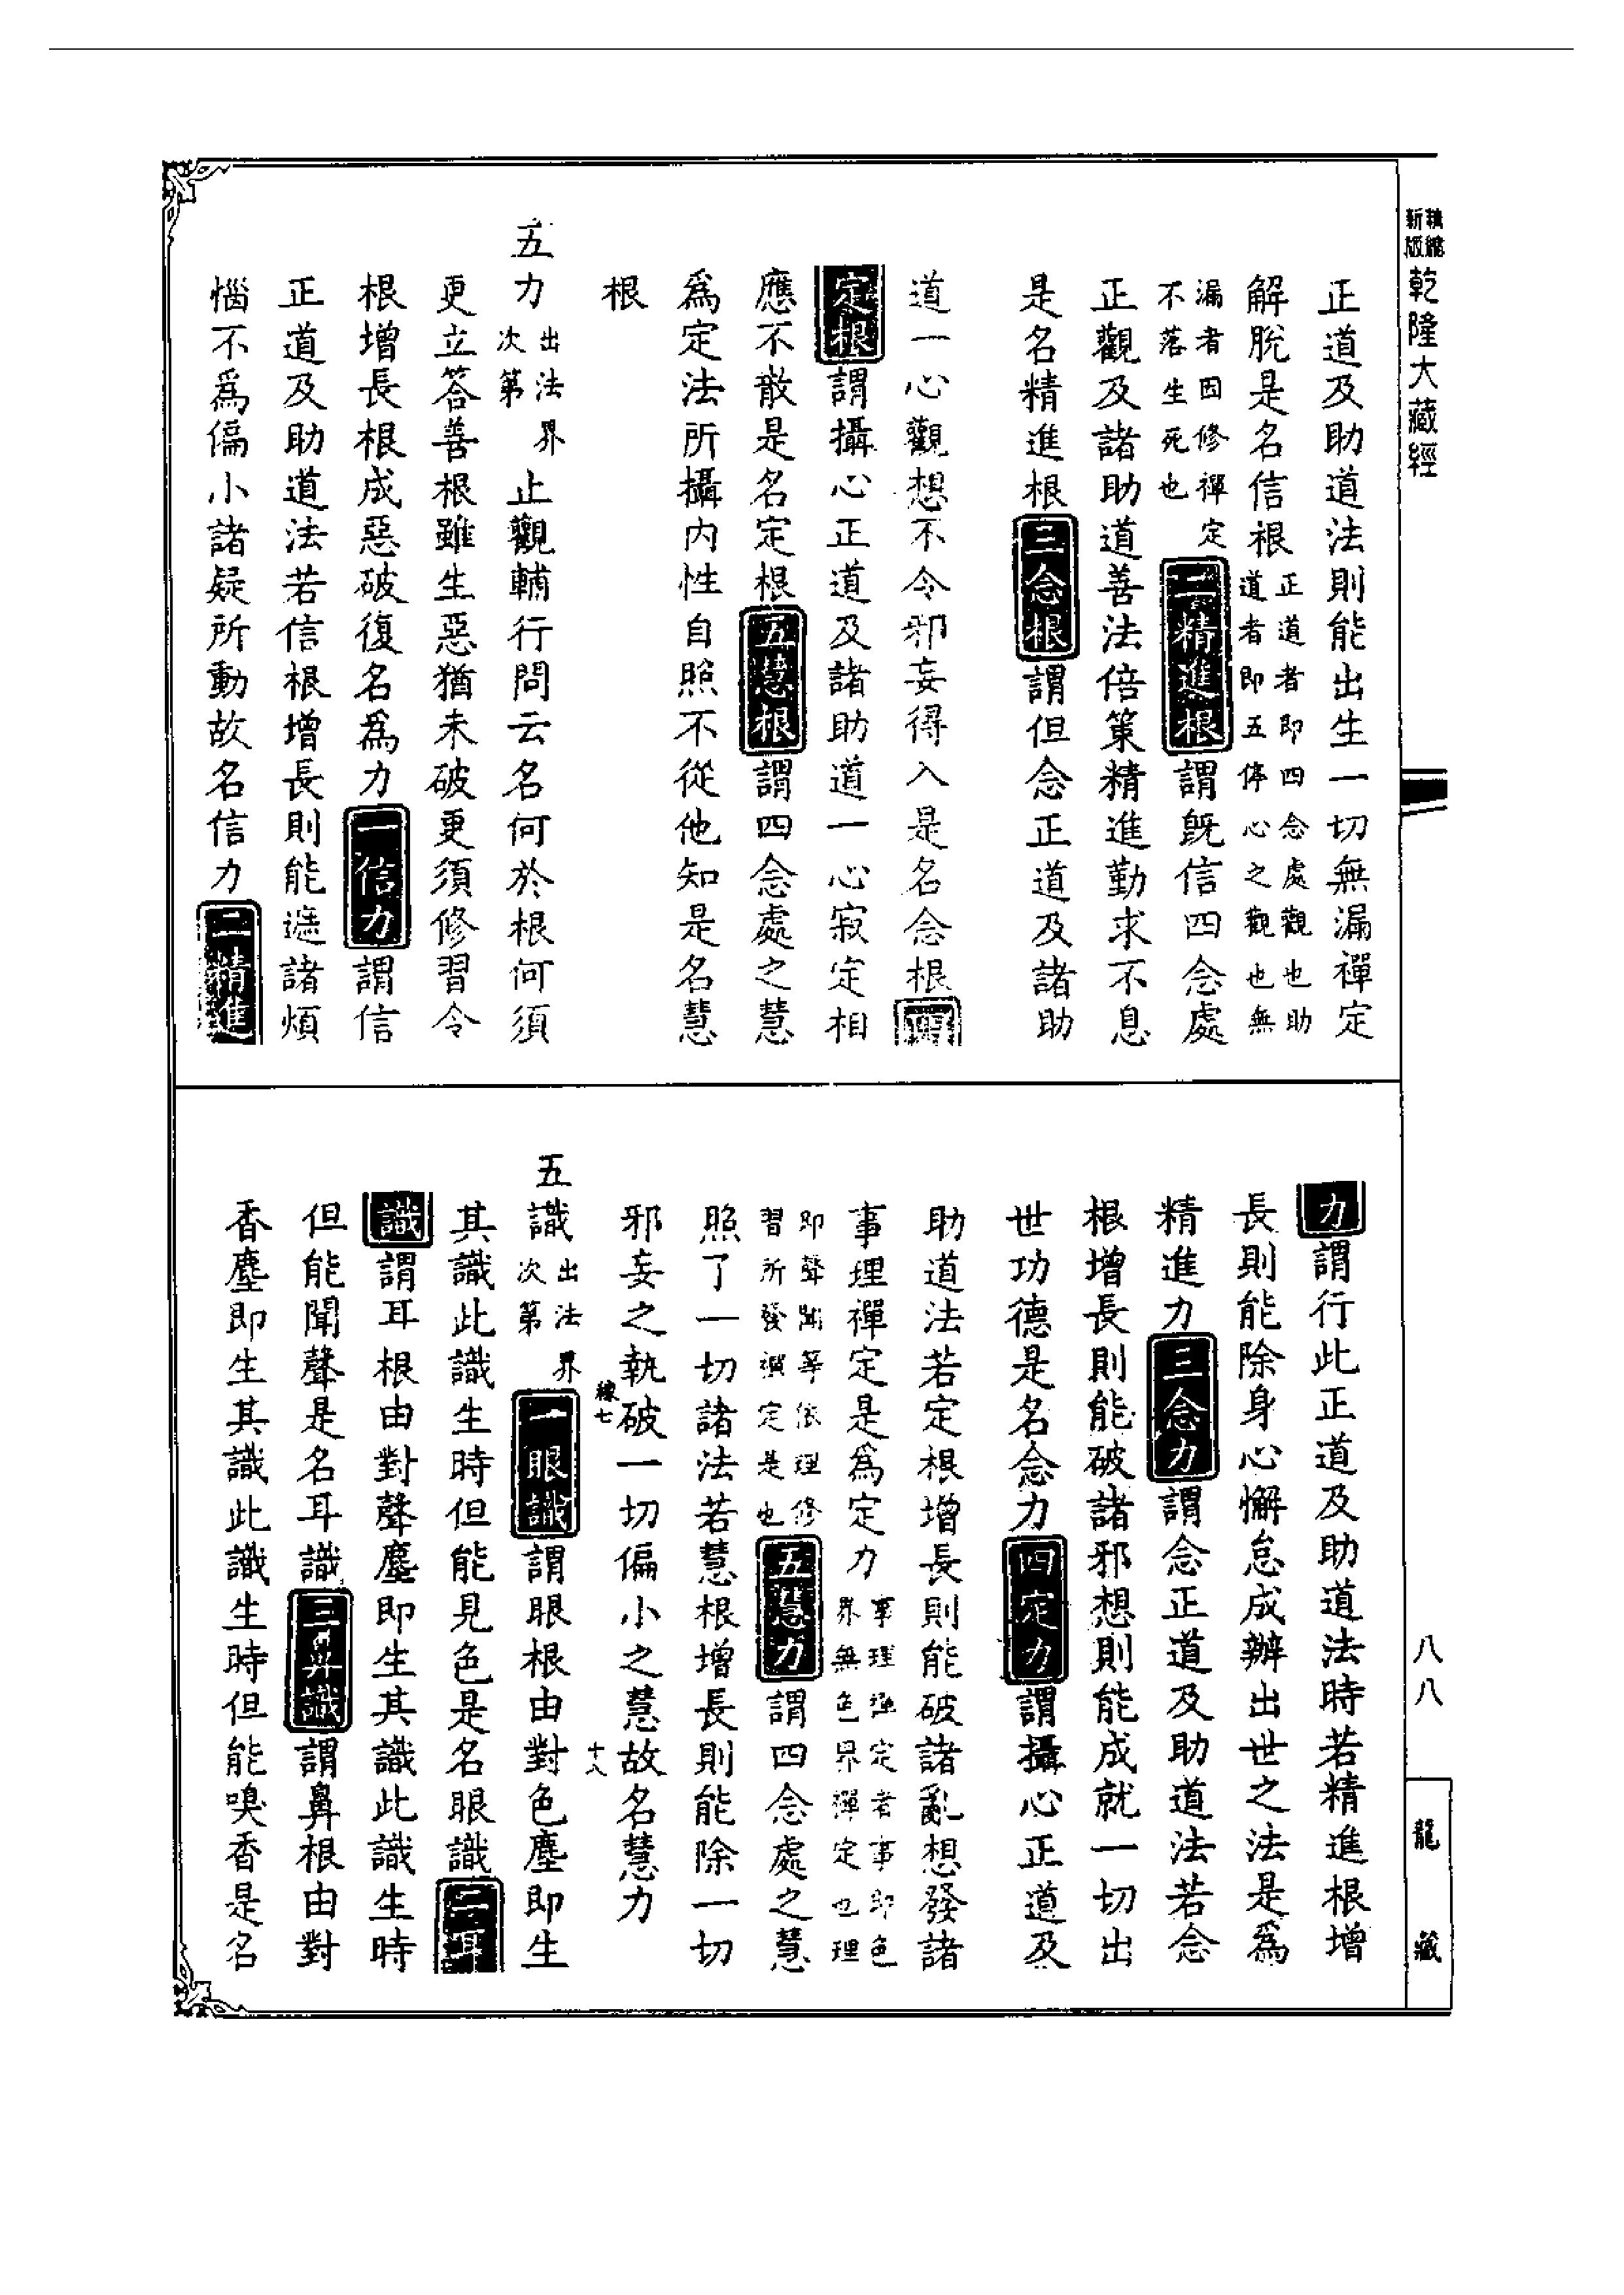 新版
乾隆大藏經
正道及助道法則能出生一切無漏禪定
解脫是名信根正道者即四念處觀也助
道者即五停心之觀也無
漏者因修禪定
不落生死也二精進根謂既信四念處
正觀及諸助道善法倍策精進勤求不息
是名精進根三念根謂但念正道及諸助
道一心觀想不令邪妄得入是名念根四
定根謂攝心正道及諸助道一心寂定相
應不散是名定根五慧根謂四念處之慧
爲定法所攝內性自照不從他知是名慧
根
五力出法界
次第止觀輔行問云名何於根何須
更立答善根雖生惡猶未破更須修習令
根增長根成惡破復名爲力一信力謂信
正道及助道法若信根增長則能遮諸煩
惱不爲偏小諸疑所動故名信力二精進
力謂行此正道及助道法時若精進根增
長則能除身心懈怠成辦出世之法是爲
精進力三念力謂念正道及助道法若念
根增長則能破諸邪想則能成就一切出
世功德是名念力四定力謂攝心正道及
助道法若定根增長則能破諸亂想發諸
事理禪定是爲定力事理禪定者事即色
界無色界禪定也理
即聲聞等依理修
習所發禪定是也五慧力謂四念處之慧
照了一切諸法若慧根增長則能除一切
邪妄之執破一切偏小之慧故名慧力
五識出法界
次第一眼識謂眼根由對色塵即生
其識此識生時但能見色是名眼識二耳
識謂耳根由對聲塵即生其識此識生時
但能聞聲是名耳識三鼻識謂鼻根由對
香塵即生其識此識生時但能嗅香是名
八八
龍藏